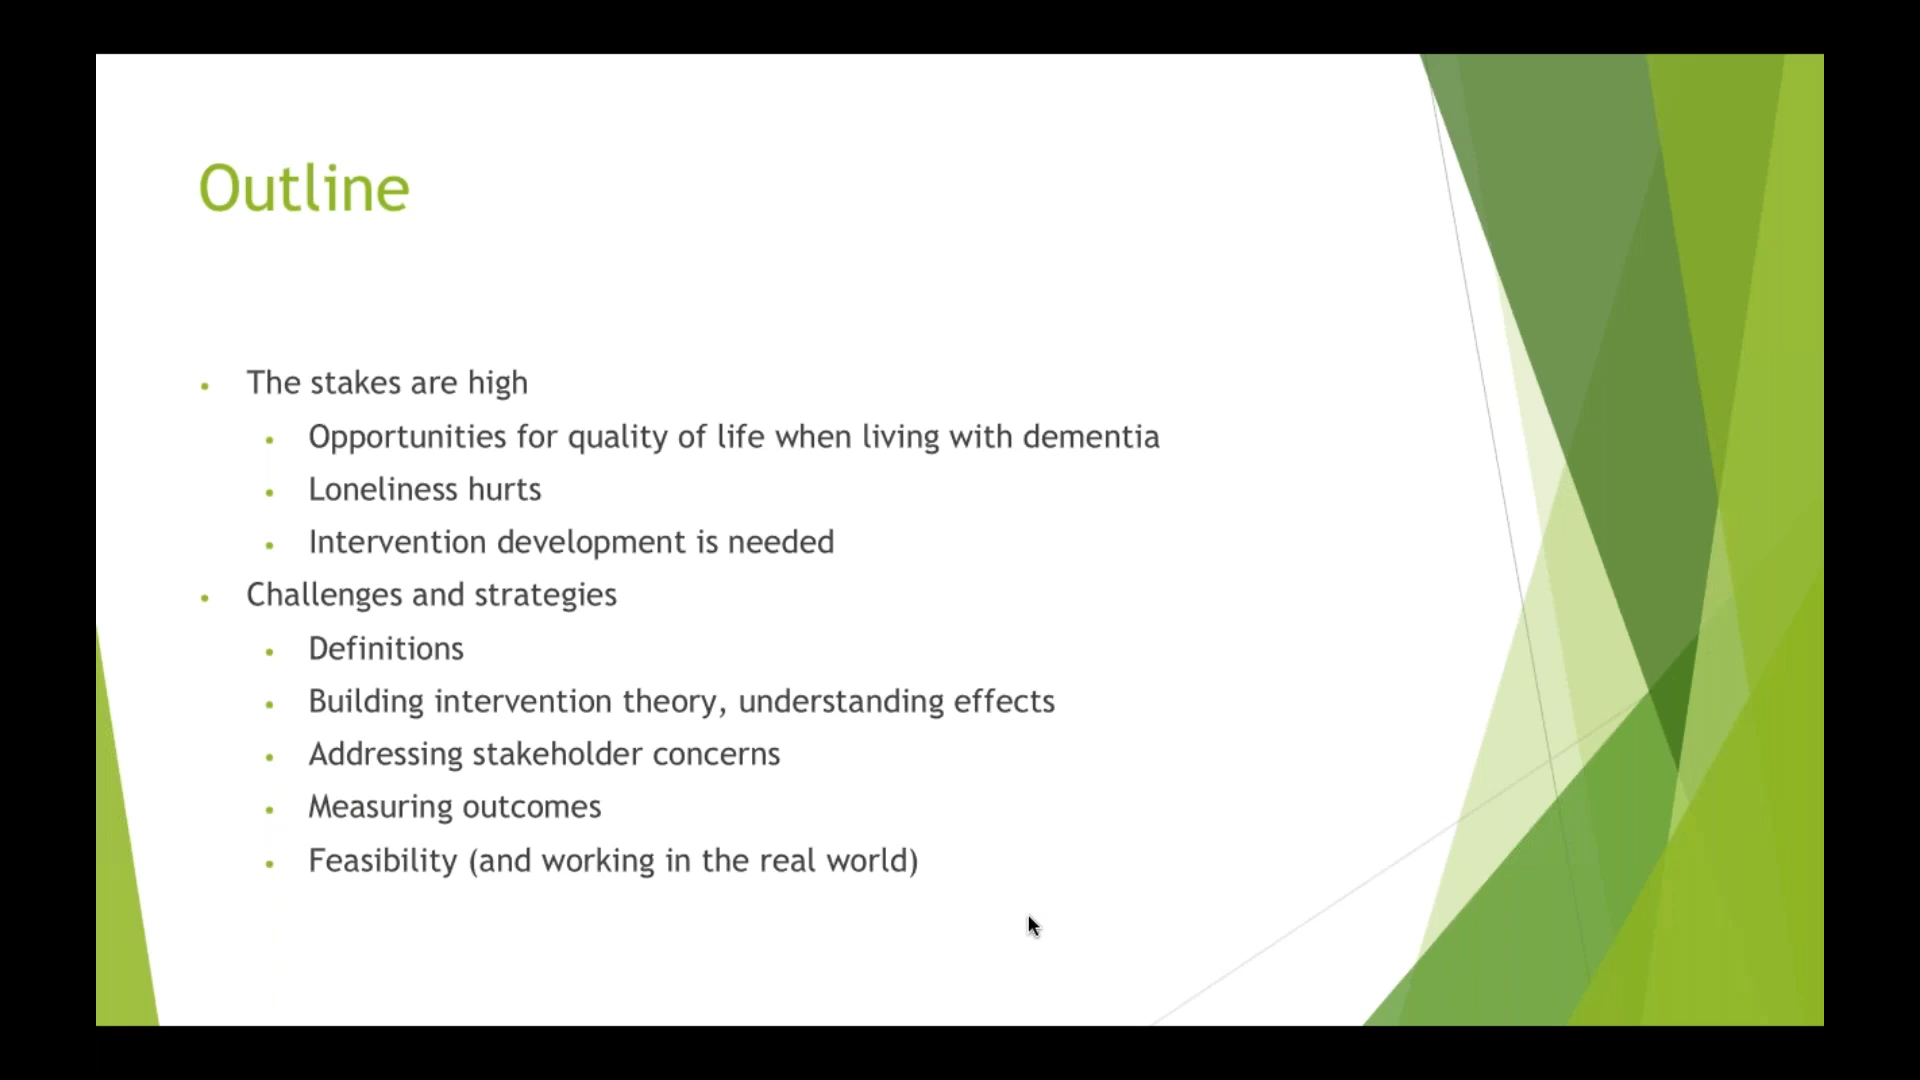 Outline
• The stakes are high
• Opportunities for quality of life when living with dementia
• Loneliness hurts
• Intervention development is needed
• Challenges and strategies
• Definitions
• Building intervention theory, understanding effects
• Addressing stakeholder concerns
• Measuring outcomes
• Feasibility (and working in the real world)